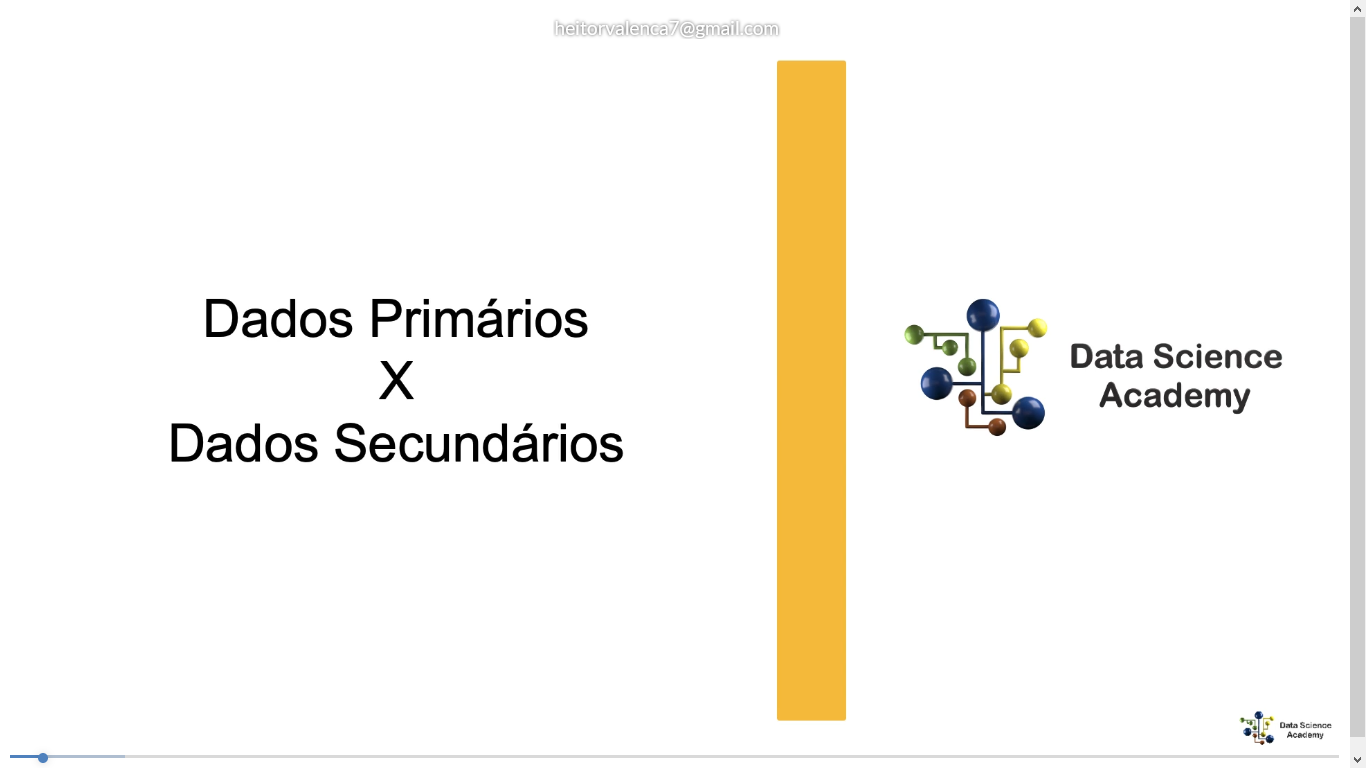 heitorvalenca7@gmail.com
Dados Primários
X
Dados Secundários
Data Science
Academy
Data Science
Academy